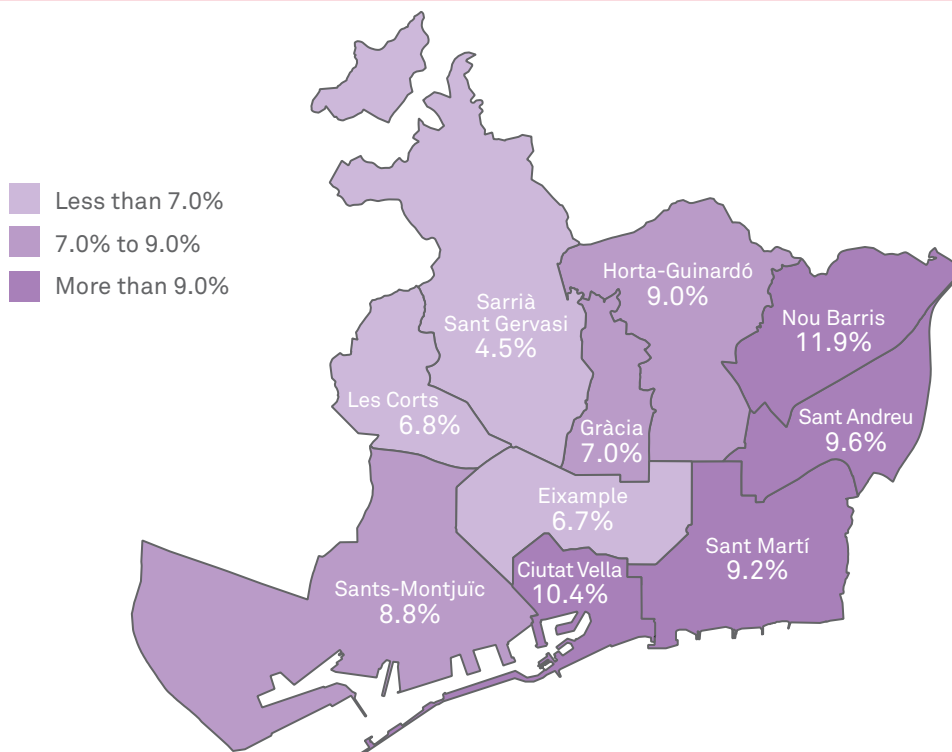 Less than 7.0%
7.0% to 9.0%
More than 9.0%
Sarrià
Sant Gervasi
4.5%
Horta-Guinardó
9.0%
Nou Barris
11.9%
Les Corts
6.8%
Gràcia
7.0%
Sant Andreu
9.6%
Eixample
6.7%
Sant Martí
9.2%
Ciutat Vella
10.4%
Sants-Montjuïc
8.8%